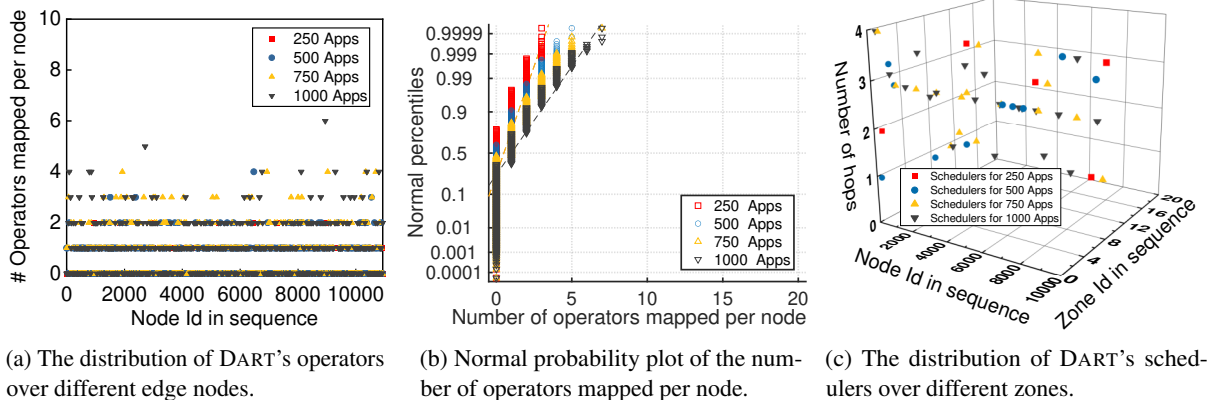 # Operators mapped per node
10
8
6
4
2
0
250 Apps
500 Apps
750 Apps
1000 Apps
0 2000 4000 6000 8000 10000
Node Id in sequence
(a) The distribution of DART's operators
over different edge nodes.
Normal percentiles
0.9999
0.999
0.99
0.9
0.5
0.1
0.01
0.001
0.0001
250 Apps
500 Apps
750 Apps
1000 Apps
0 5 10 15 20
Number of operators mapped per node
(b) Normal probability plot of the num-
ber of operators mapped per node.
Number of hops
4
3
2
1
0
Schedulers for 250 Apps
Schedulers for 500 Apps
Schedulers for 750 Apps
Schedulers for 1000 Apps
2000
4000
6000
8000
10000
Node Id in sequence
0
4
8
12
16
20
Zone Id in sequence
(c) The distribution of DART's sched-
ulers over different zones.